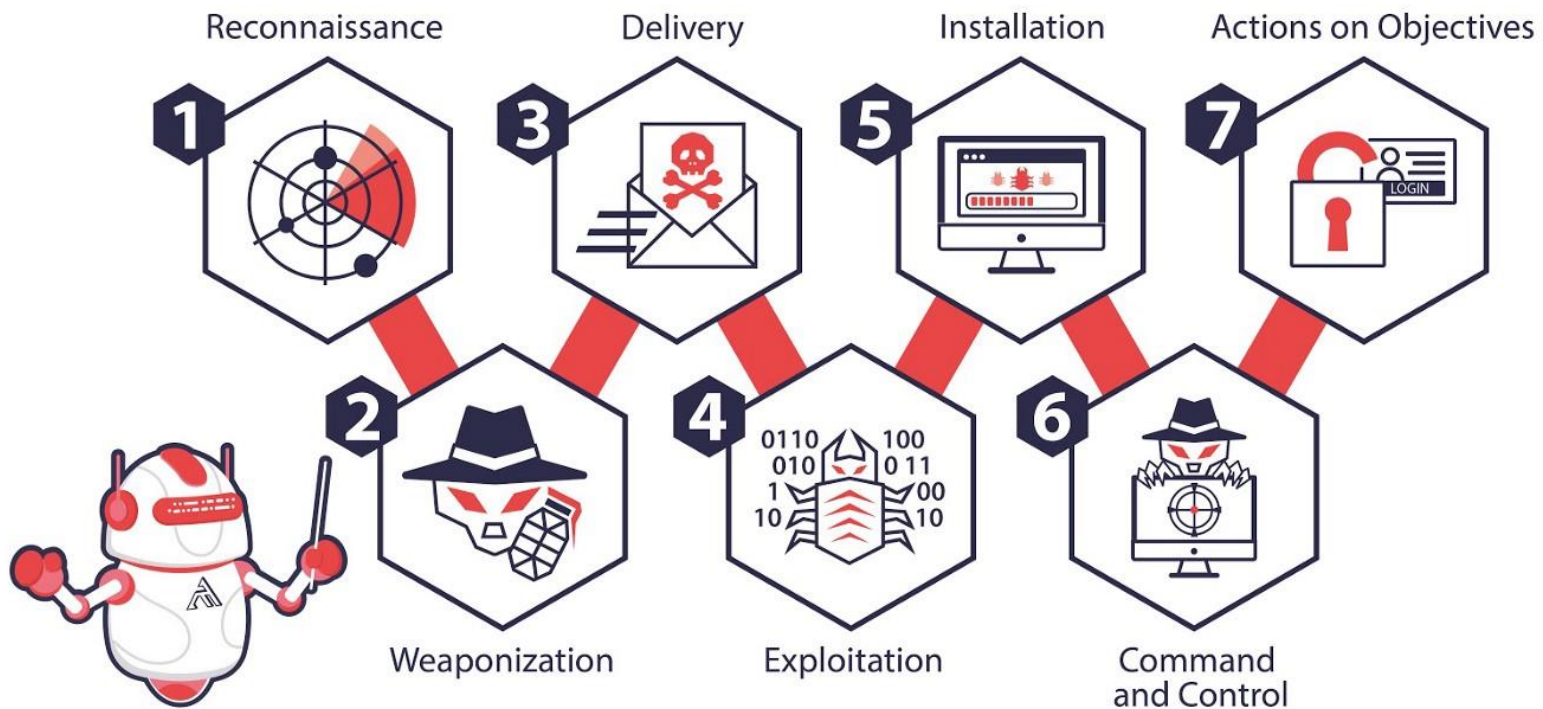 Reconnaissance
1
Weaponization
2
Delivery
3
Exploitation
4
0110 100
010 0 11
1 00
10 10
Installation
5
Command
and Control
6
Actions on Objectives
7
LOGIN